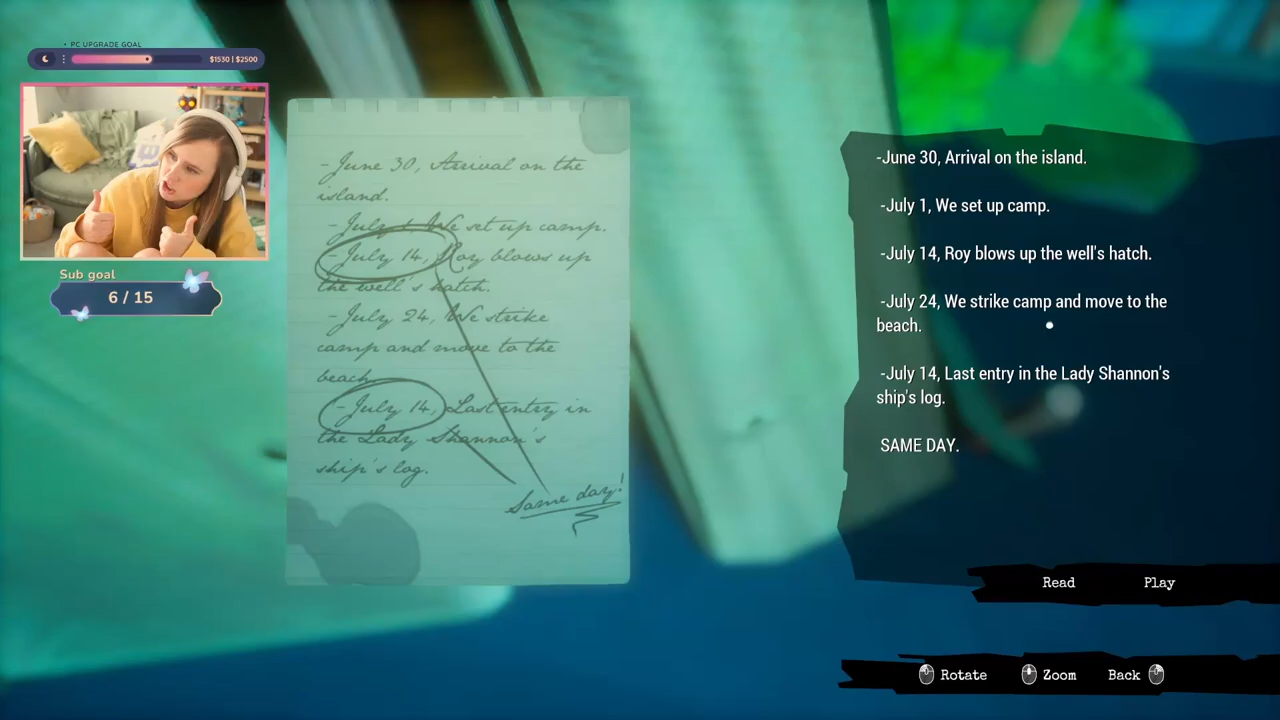 • PC UPGRADE GOAL
$1530 | $2500
Sub goal
6 / 15
- June 30, Arrival on the
island.
- July 1 We set up camp.
- July 14, Roy blows up
the well's hatch.
- July 24, We strike
camp and move to the
beach.
- July 14, Last entry in
the Lady Shannon's
ship's log.
Same day!
-June 30, Arrival on the island.
-July 1, We set up camp.
-July 14, Roy blows up the well's hatch.
-July 24, We strike camp and move to the
beach.
-July 14, Last entry in the Lady Shannon's
ship's log.
SAME DAY.
Read Play
Rotate Zoom Back